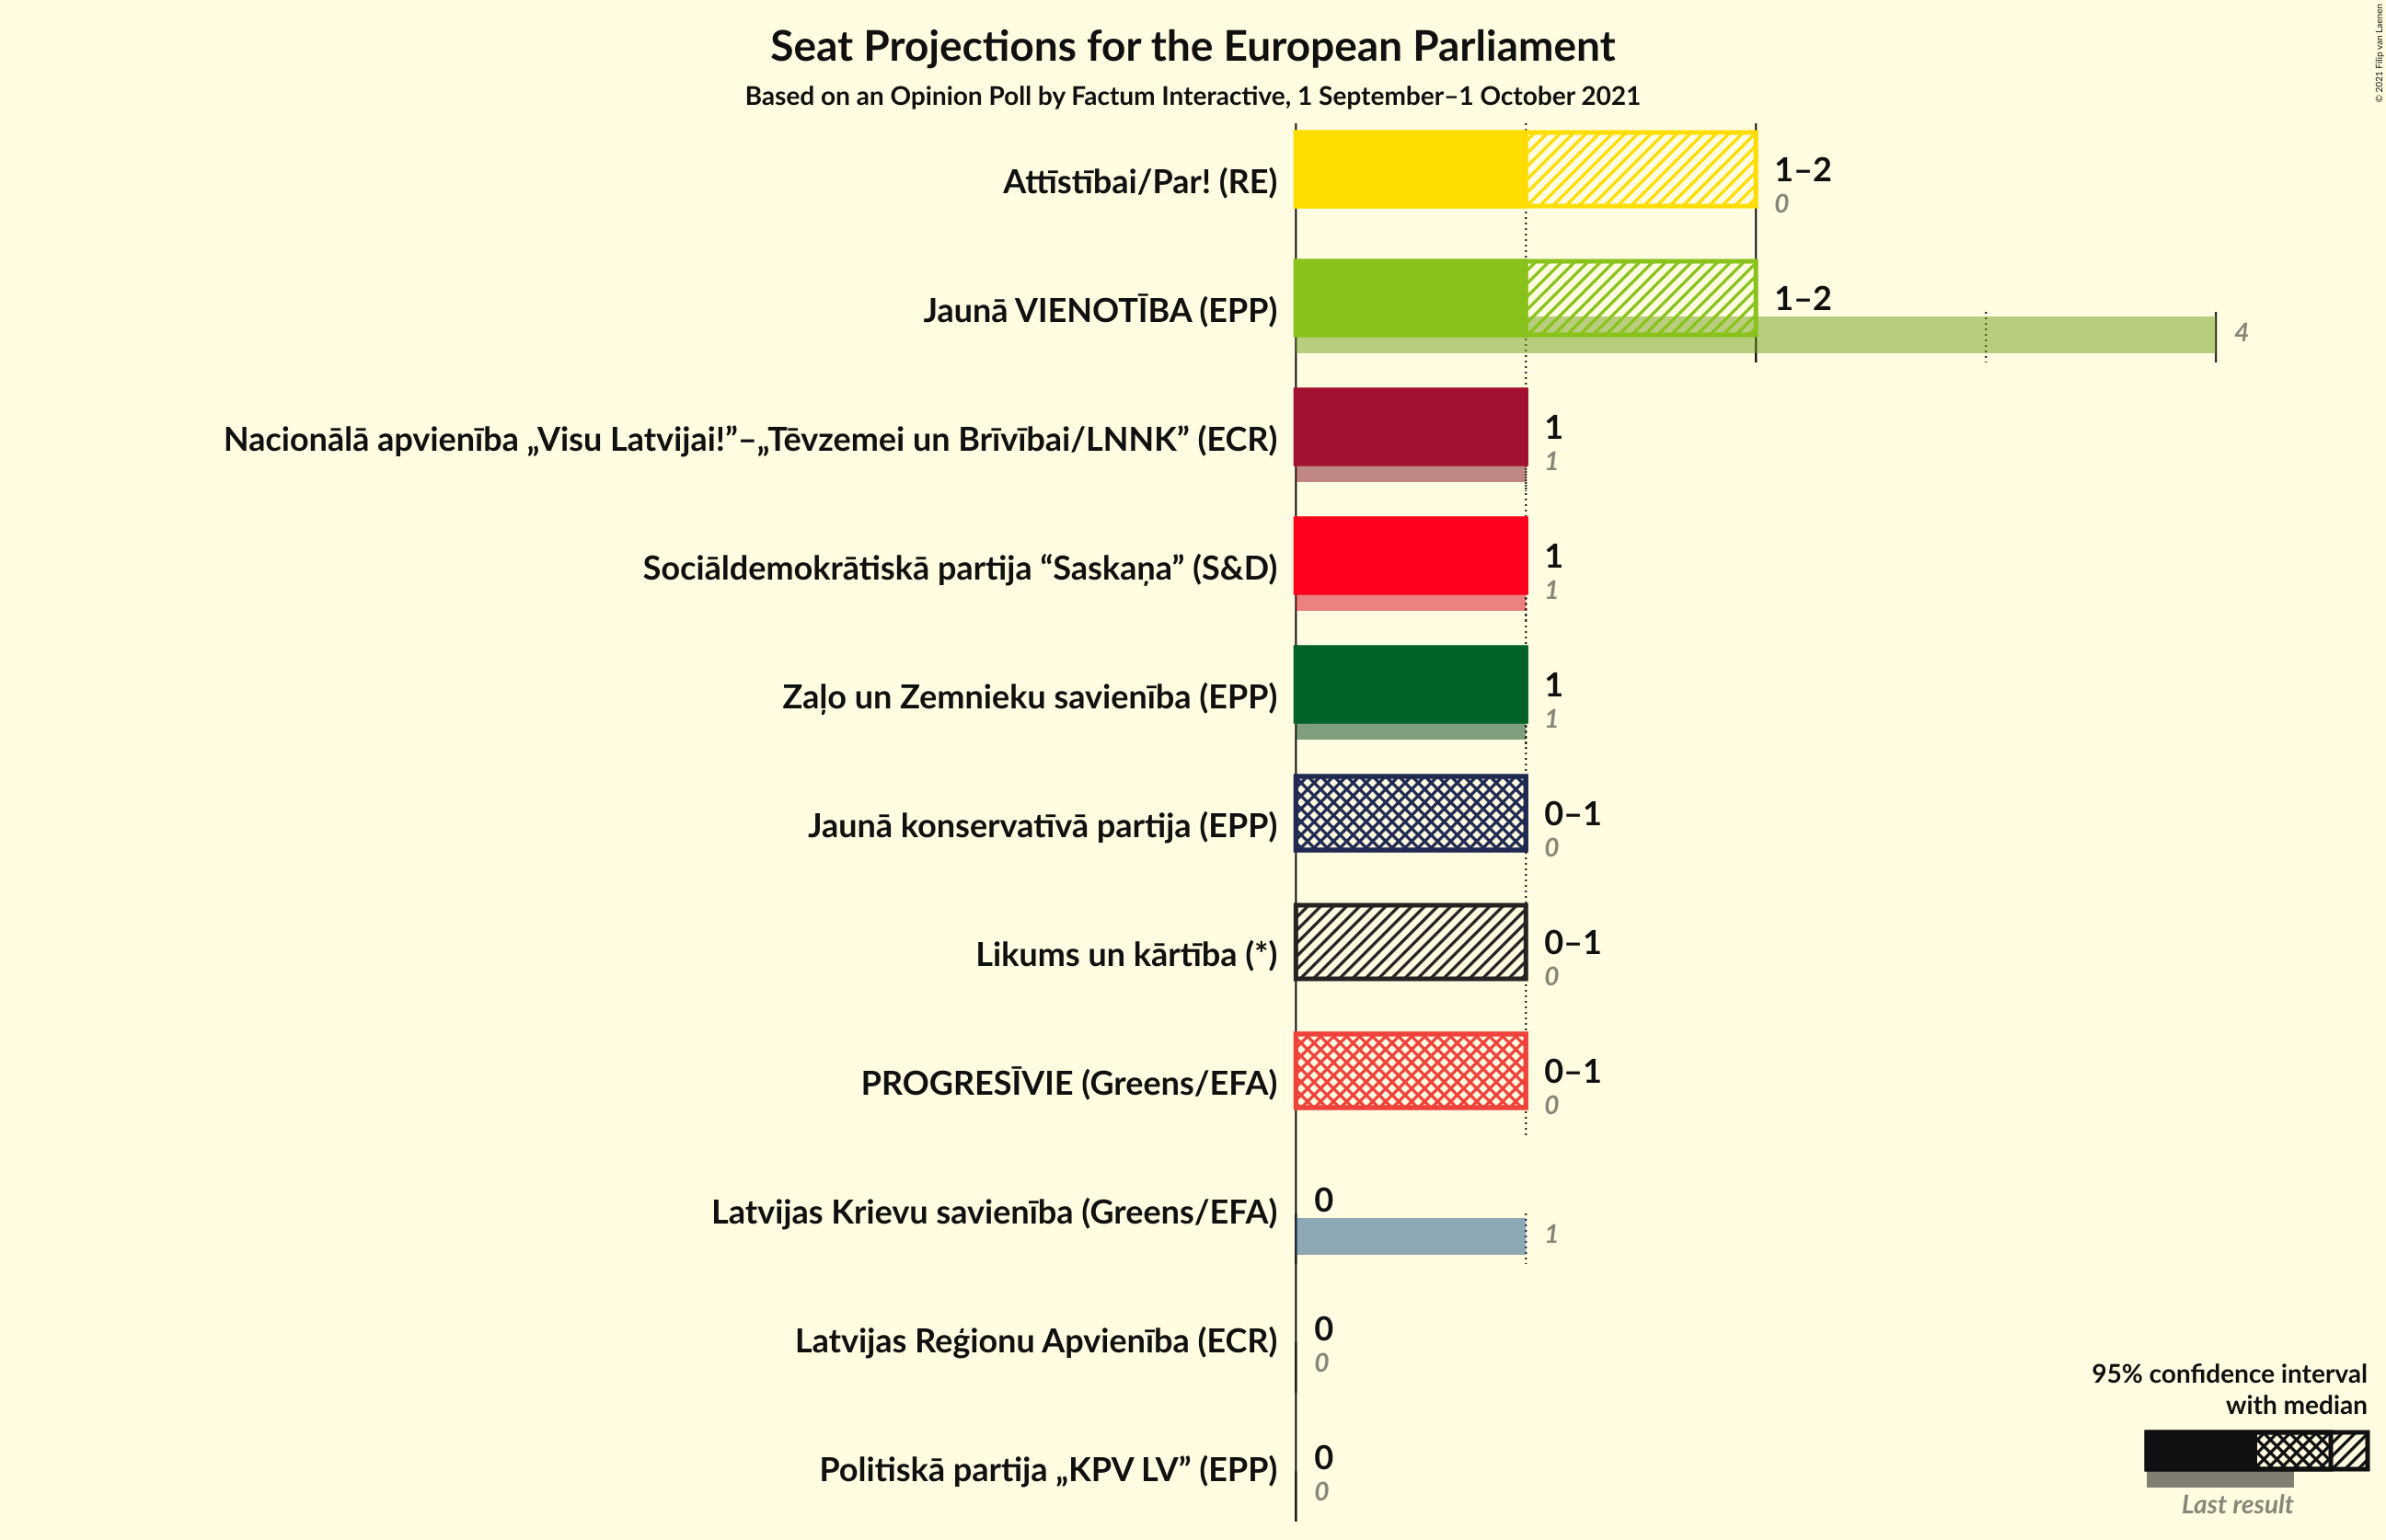 © 2021 Filip van Laenen
Seat Projections for the European Parliament
Based on an Opinion Poll by Factum Interactive, 1 September–1 October 2021
Attīstībai/Par! (RE)
1–2
0
Jaunā VIENOTĪBA (EPP)
1–2
4
Nacionālā apvienība „Visu Latvijai!”–„Tēvzemei un Brīvībai/LNNK” (ECR)
1
1
Sociāldemokrātiskā partija “Saskaņa” (S&D)
1
1
Zaļo un Zemnieku savienība (EPP)
1
1
Jaunā konservatīvā partija (EPP)
0–1
0
Likums un kārtība (*)
0–1
0
PROGRESĪVIE (Greens/EFA)
0–1
0
Latvijas Krievu savienība (Greens/EFA)
0
1
Latvijas Reģionu Apvienība (ECR)
0
0
Politiskā partija „KPV LV” (EPP)
0
0
95% confidence interval
with median
Last result